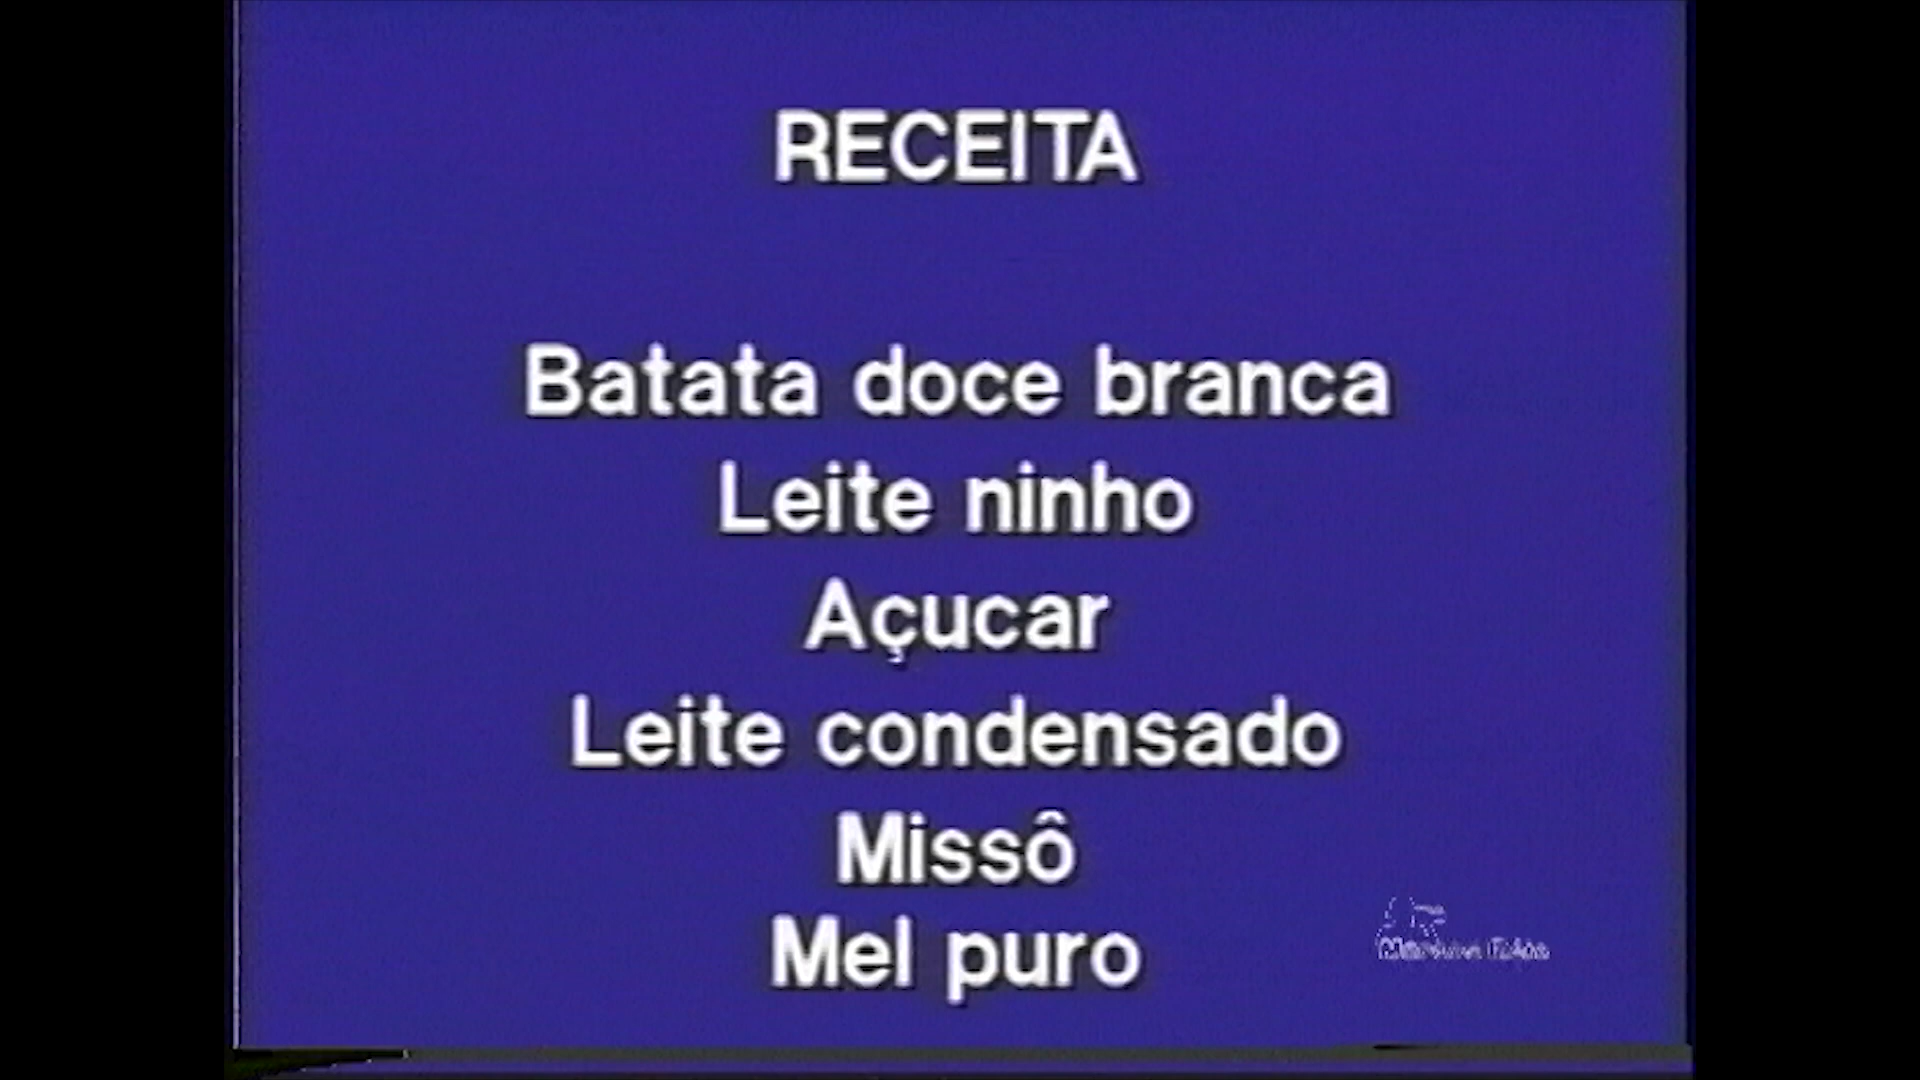 RECEITA
Batata doce branca
Leite ninho
Açucar
Leite condensado
Missô
Mel puro